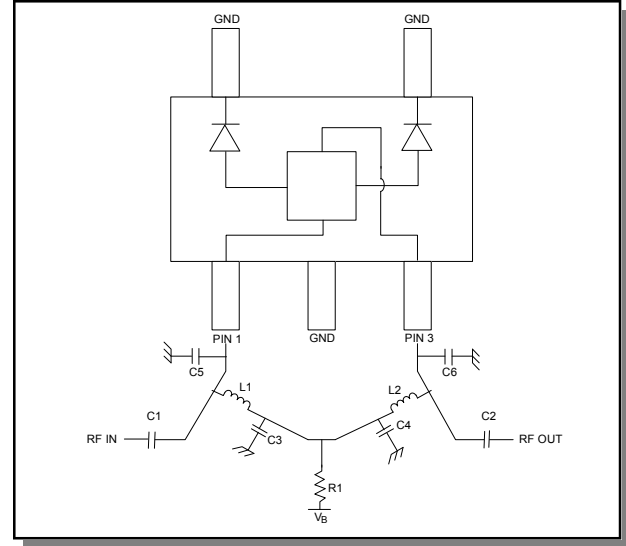 GND
GND
PIN 1
GND
PIN 3
C5
C6
L1
L2
C1
C2
RF IN
C3
C4
RF OUT
R1
VB